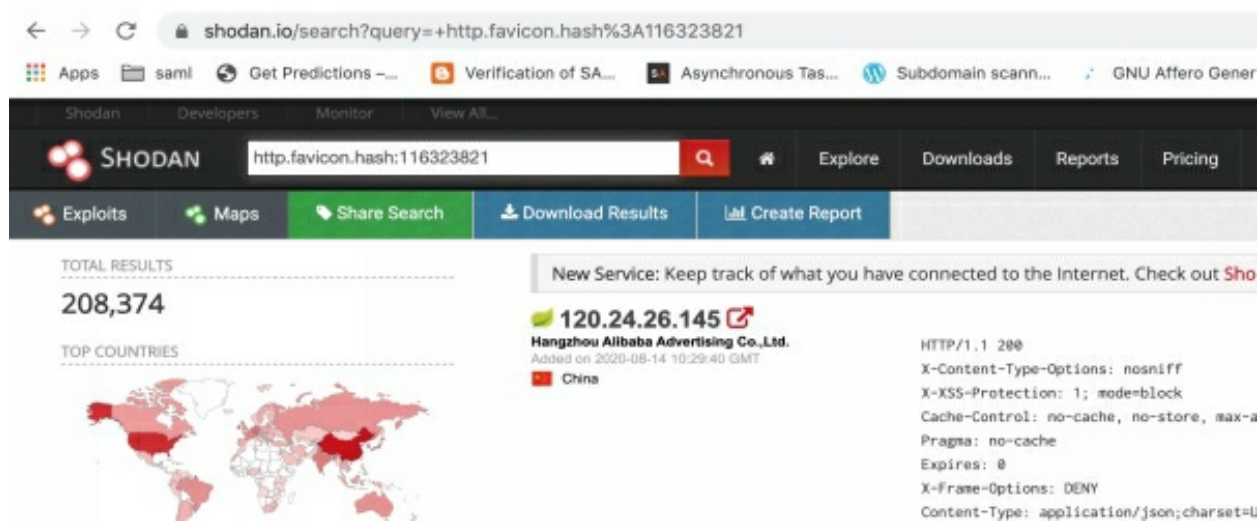 shodan.io/search?query=+http.favicon.hash%3A116323821
Apps saml Get Predictions –... Verification of SA... Asynchronous Tas... Subdomain scann... GNU Affero Gener
Shodan Developers Monitor View All...
SHODAN http.favicon.hash:116323821 Explore Downloads Reports Pricing
Exploits Maps Share Search Download Results Create Report
TOTAL RESULTS
208,374
TOP COUNTRIES
New Service: Keep track of what you have connected to the Internet. Check out Sho
120.24.26.145
Hangzhou Alibaba Advertising Co.,Ltd.
Added on 2020-08-14 10:29:40 GMT
China
HTTP/1.1 200
X-Content-Type-Options: nosniff
X-XSS-Protection: 1; mode=block
Cache-Control: no-cache, no-store, max-a
Pragma: no-cache
Expires: 0
X-Frame-Options: DENY
Content-Type: application/json;charset=U